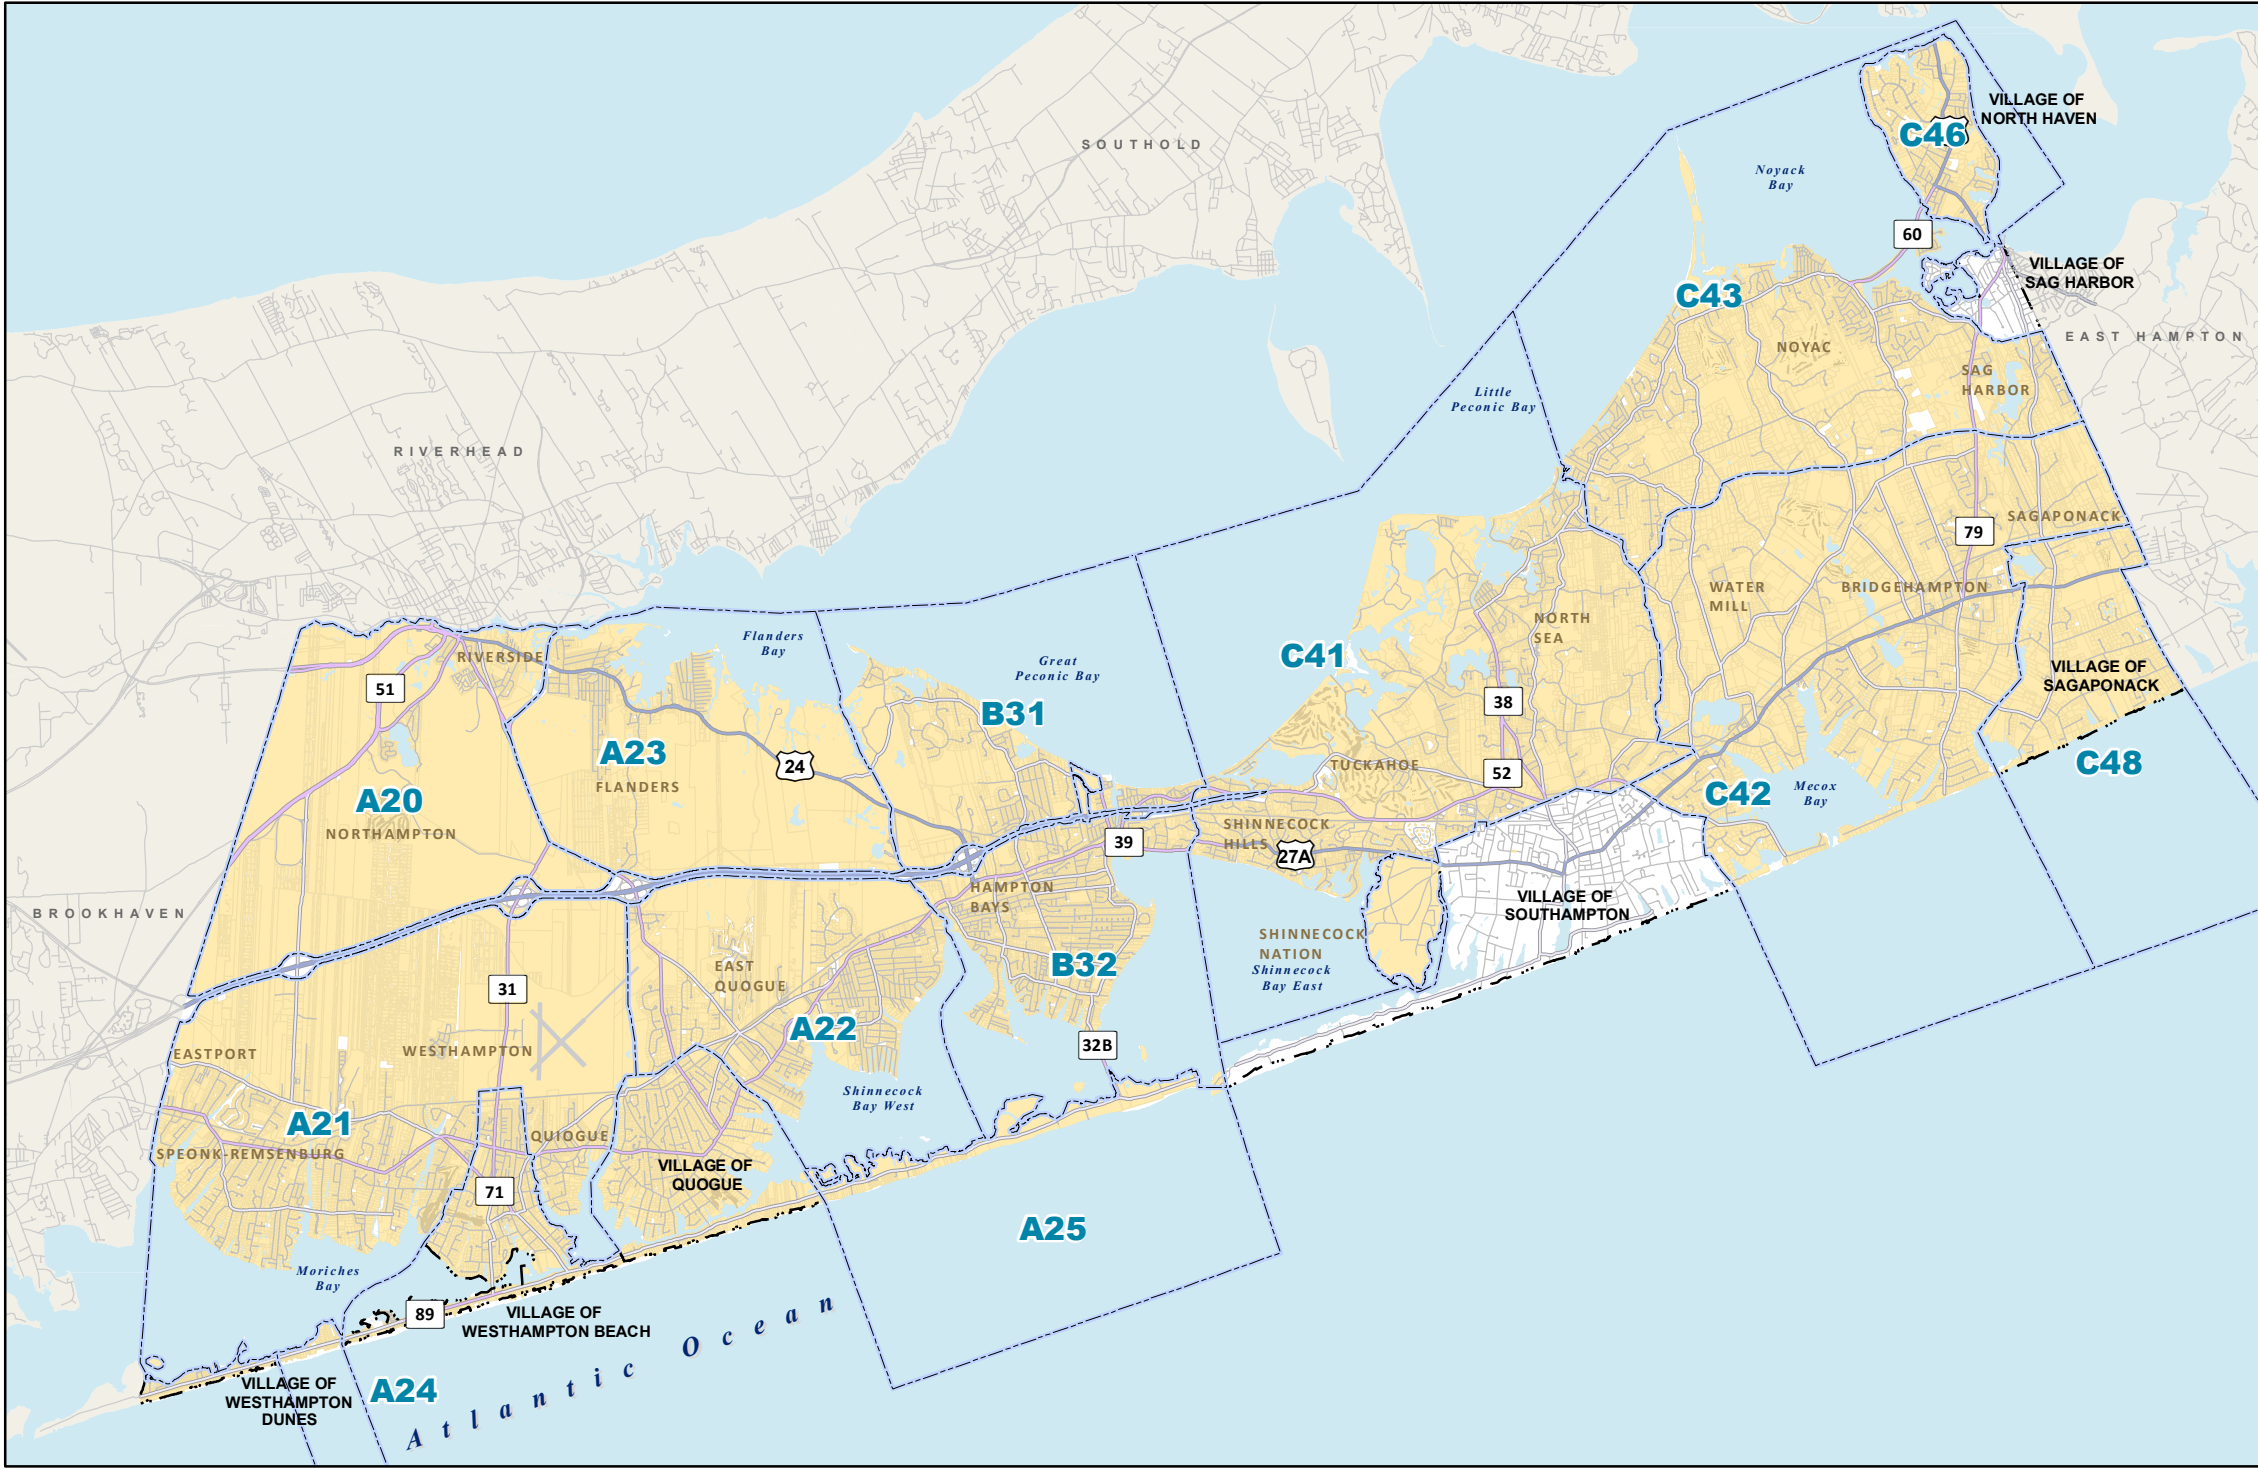 VILLAGE OF
NORTH HAVEN
C46
SOUTHOLD
Noyack
Bay
60
VILLAGE OF
SAG HARBOR
C43
EAST HAMPTON
NOYAC
SAG
HARBOR
Little
Peconic Bay
RIVERHEAD
SAGAPONACK
79
WATER
MILL
BRIDGEHAMPTON
NORTH
SEA
Flanders
Bay
RIVERSIDE
Great
Peconic Bay
C41
VILLAGE OF
SAGAPONACK
51
38
B31
A23
24
TUCKAHOE
52
C48
FLANDERS
A20
C42
Mecox
Bay
NORTHAMPTON
SHINNECOCK
HILLS
39
27A
HAMPTON
BAYS
VILLAGE OF
SOUTHAMPTON
BROOKHAVEN
SHINNECOCK
NATION
Shinnecock
Bay East
B32
EAST
QUOGUE
31
A22
32B
EASTPORT
WESTHAMPTON
Shinnecock
Bay West
A21
QUIOGUE
SPEONK-REMSENBURG
VILLAGE OF
QUOGUE
71
A25
Moriches
Bay
89
VILLAGE OF
WESTHAMPTON BEACH
VILLAGE OF
WESTHAMPTON
DUNES
A24
Atlantic Ocean